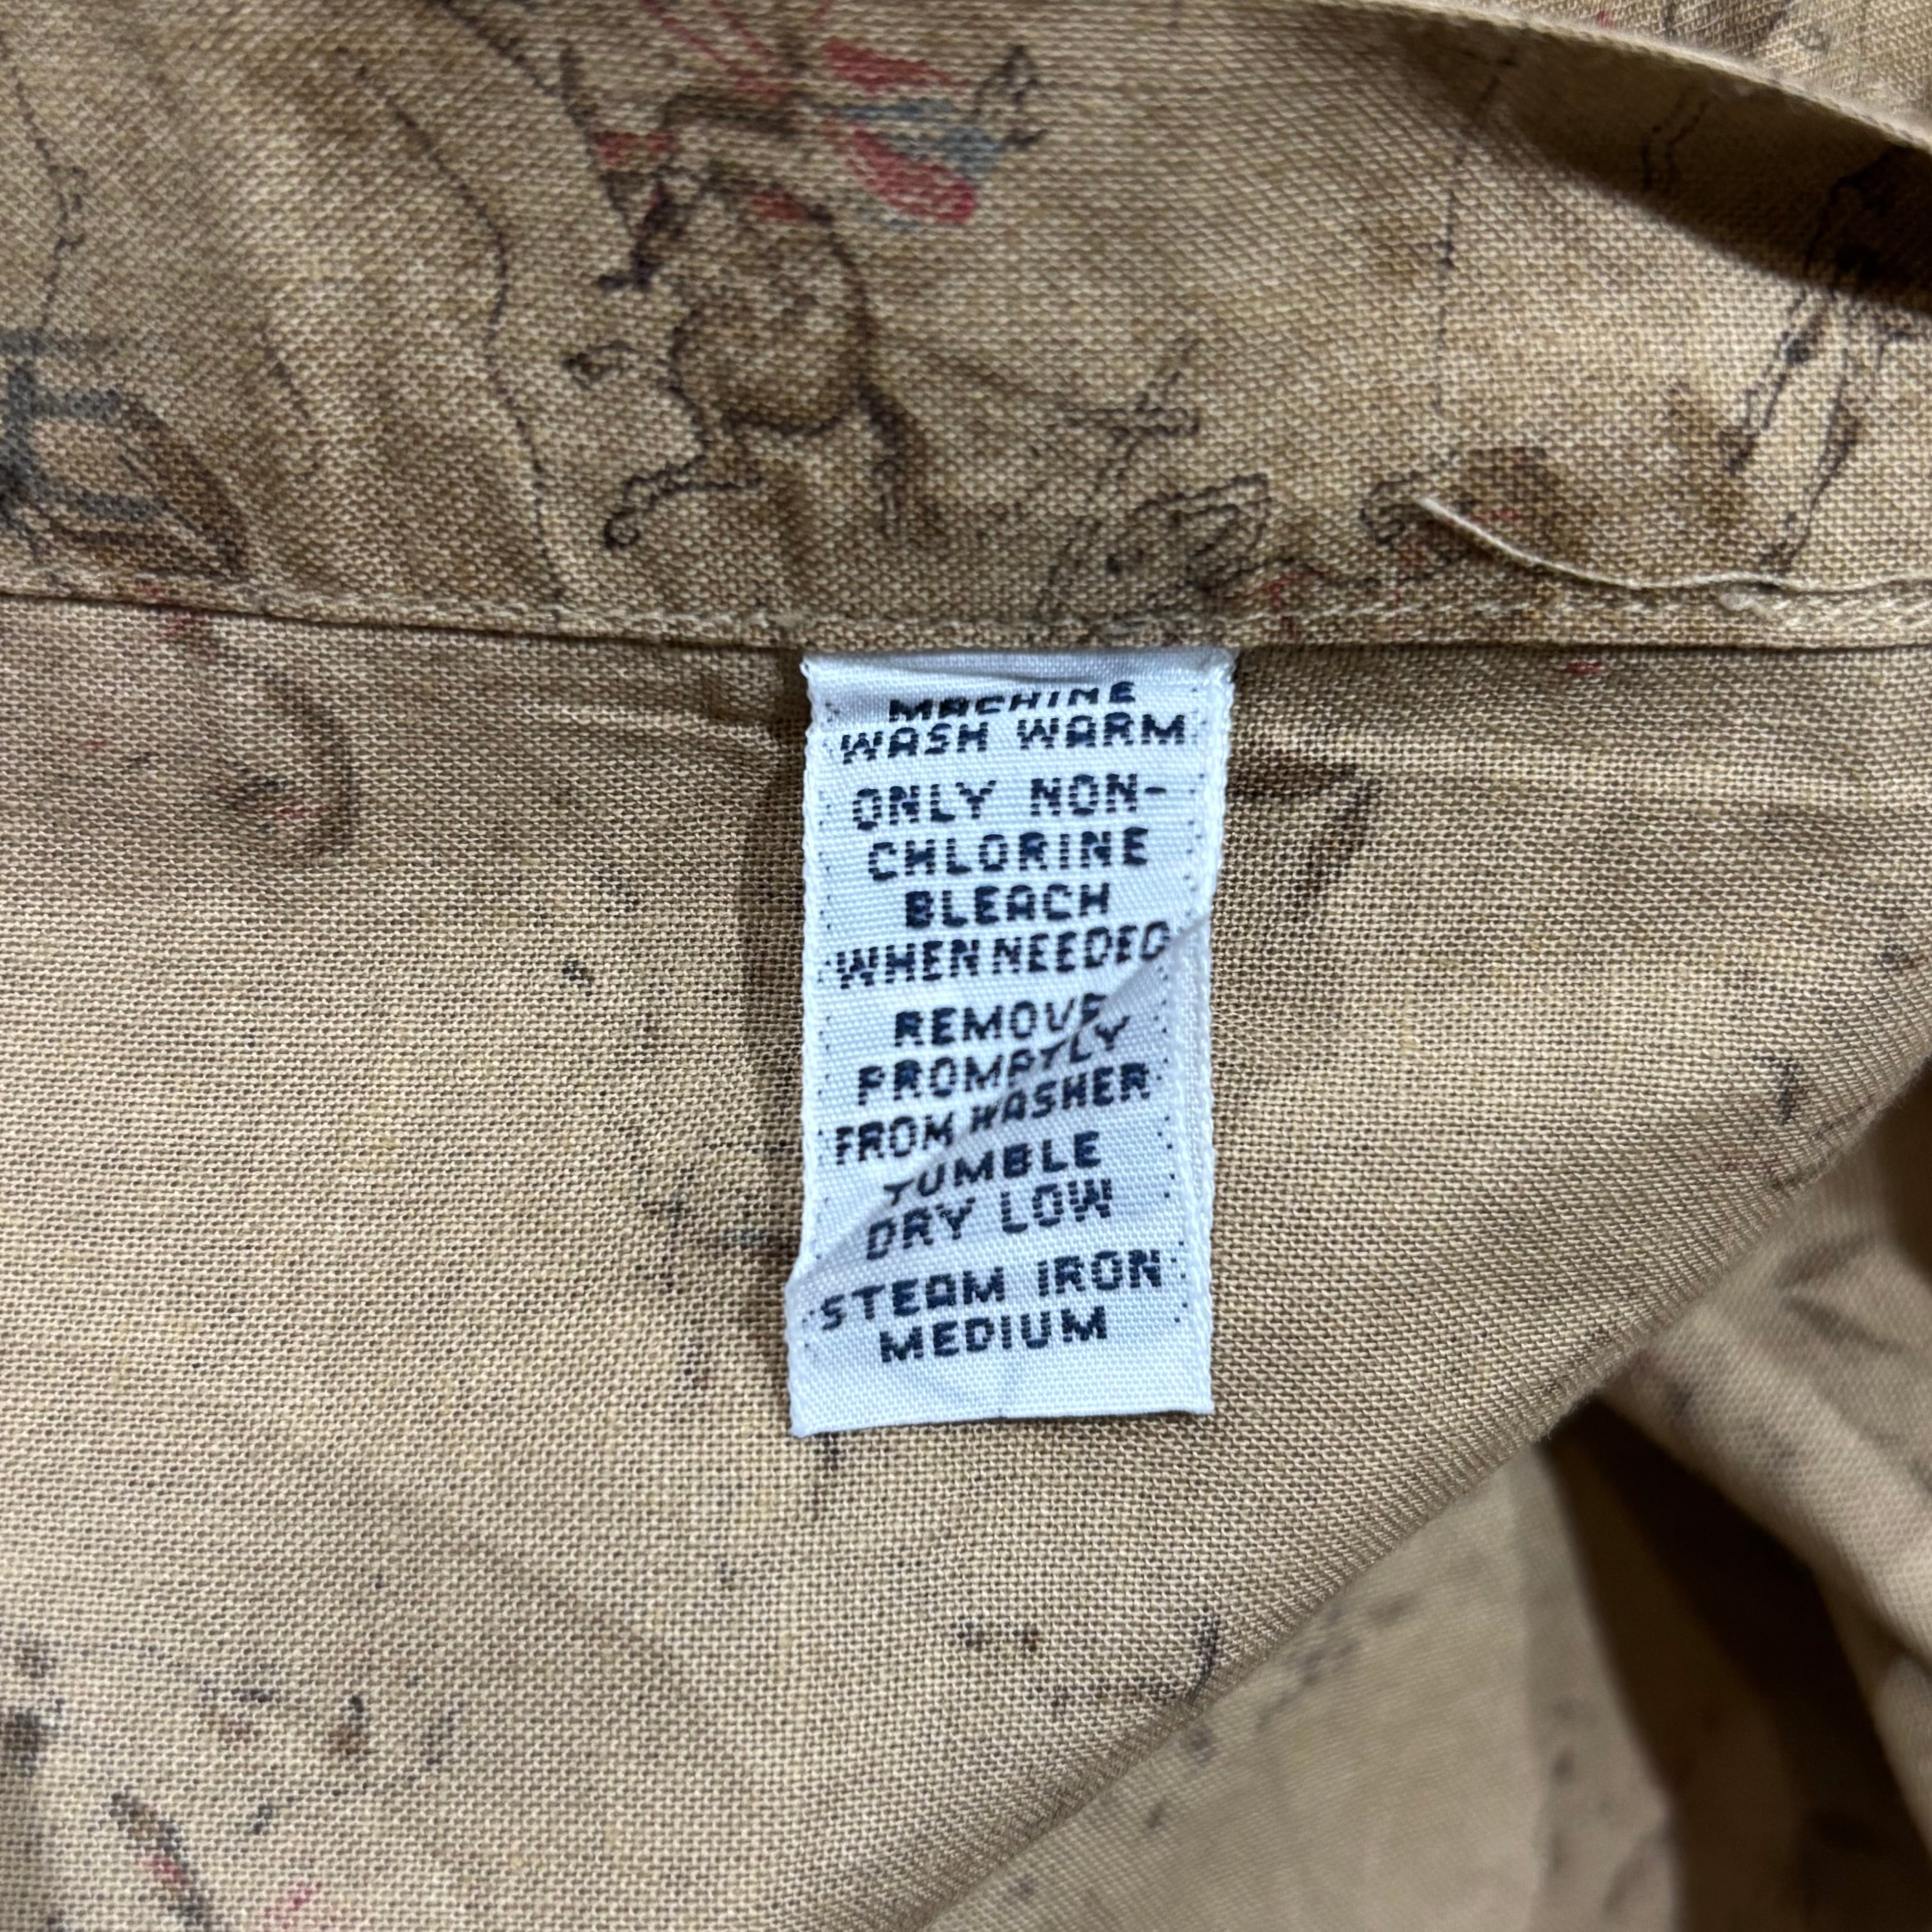 MACHINE
WASH WARM
ONLY NON-
CHLORINE
BLEACH
WHEN NEEDED
REMOVE
PROMPTLY
FROM WASHER
TUMBLE
DRY LOW
STEAM IRON
MEDIUM